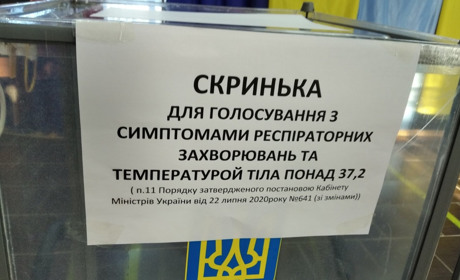 СКРИНЬКА
ДЛЯ ГОЛОСУВАННЯ З
СИМПТОМАМИ РЕСПІРАТОРНИХ
ЗАХВОРЮВАНЬ ТА
ТЕМПЕРАТУРОЙ ТІЛА ПОНАД 37,2
( п.11 Порядку затвердженого постановою Кабінету
Міністрів України від 22 липня 2020року №641 (зі змінами))